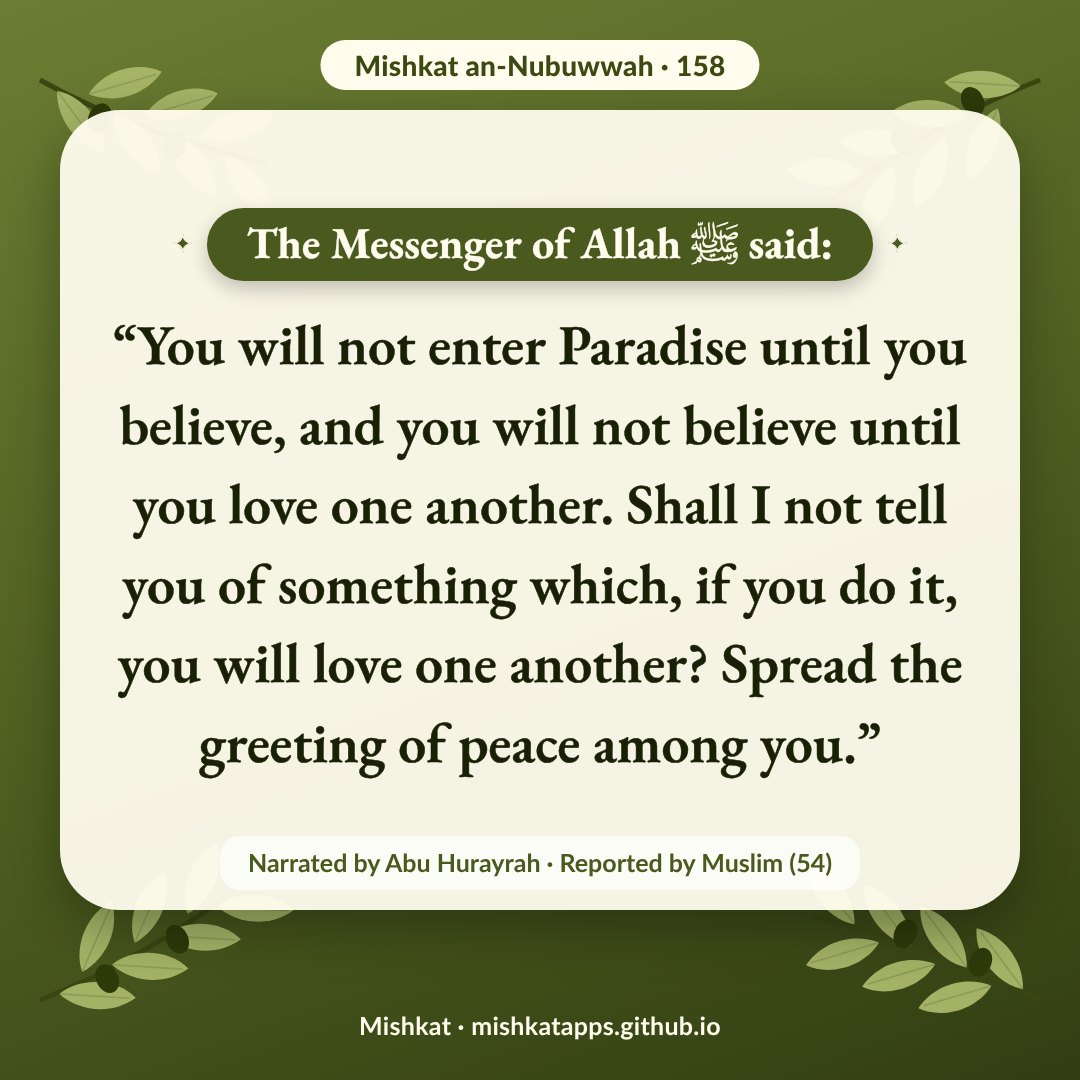 Mishkat an-Nubuwwah · 158
The Messenger of Allah ﷺ said:
“You will not enter Paradise until you
believe, and you will not believe until
you love one another. Shall I not tell
you of something which, if you do it,
you will love one another? Spread the
greeting of peace among you.”
Narrated by Abu Hurayrah · Reported by Muslim (54)
Mishkat · mishkatapps.github.io